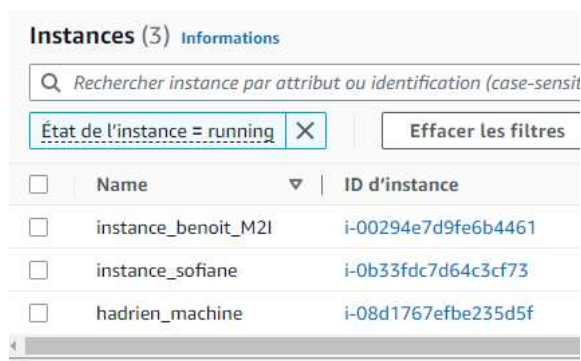 Instances (3) Informations
Rechercher instance par attribut ou identification (case-sensit
État de l'instance = running
Effacer les filtres
Name ID d'instance
instance_benoit_M2I i-00294e7d9fe6b4461
instance_sofiane i-0b33fdc7d64c3cf73
hadrien_machine i-08d1767efbe235d5f